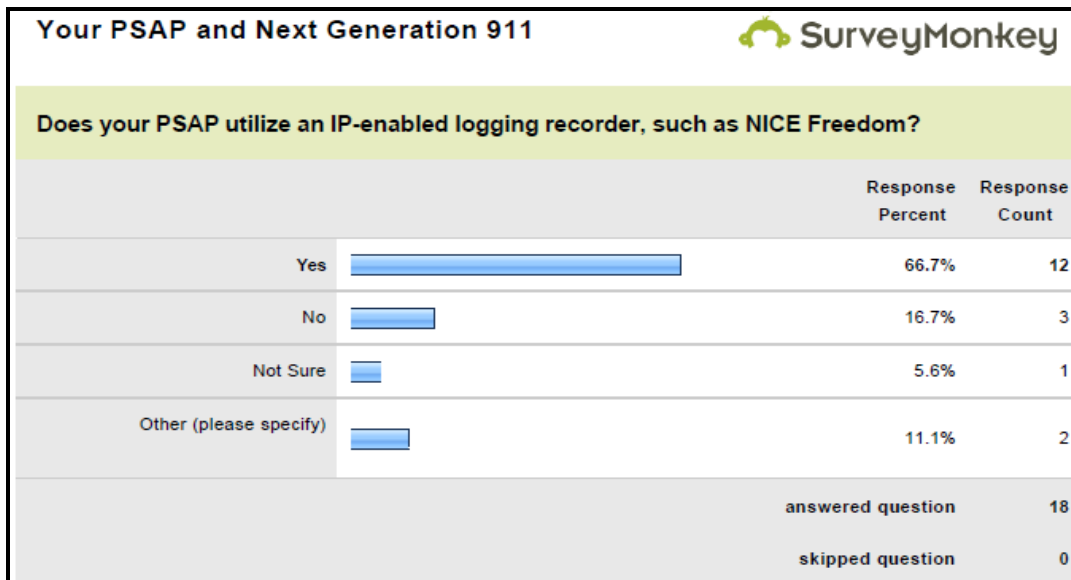 Your PSAP and Next Generation 911
SurveyMonkey
Does your PSAP utilize an IP-enabled logging recorder, such as NICE Freedom?
Response Percent Response Count
Yes 66.7% 12
No 16.7% 3
Not Sure 5.6% 1
Other (please specify) 11.1% 2
answered question 18
skipped question 0